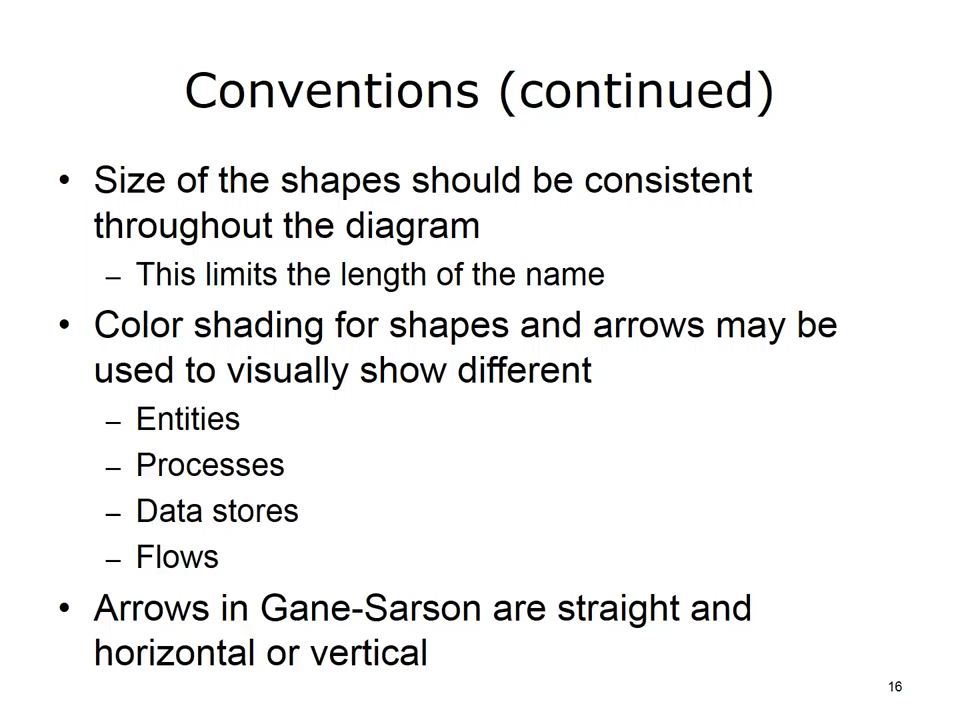 Conventions (continued)
• Size of the shapes should be consistent
throughout the diagram
– This limits the length of the name
• Color shading for shapes and arrows may be
used to visually show different
– Entities
– Processes
– Data stores
– Flows
• Arrows in Gane-Sarson are straight and
horizontal or vertical
16